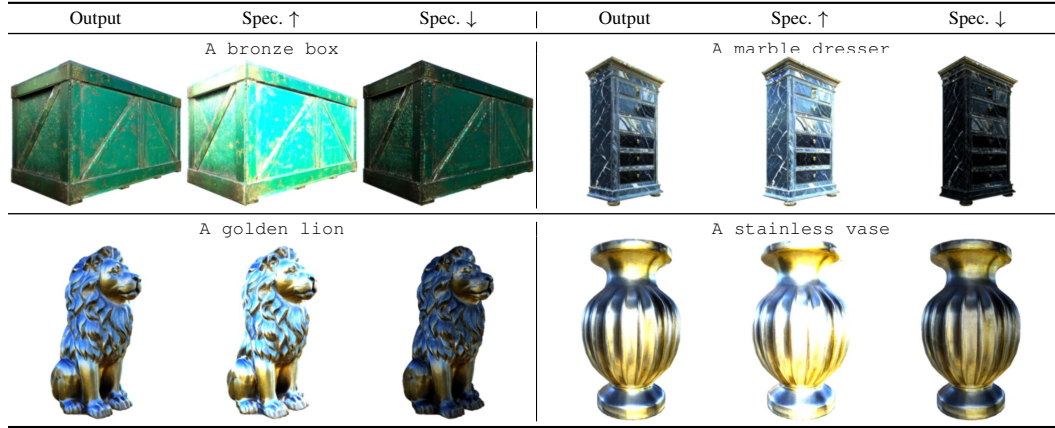 Output Spec. ↑ Spec. ↓ Output Spec. ↑ Spec. ↓
A bronze box A marble dresser
A golden lion A stainless vase